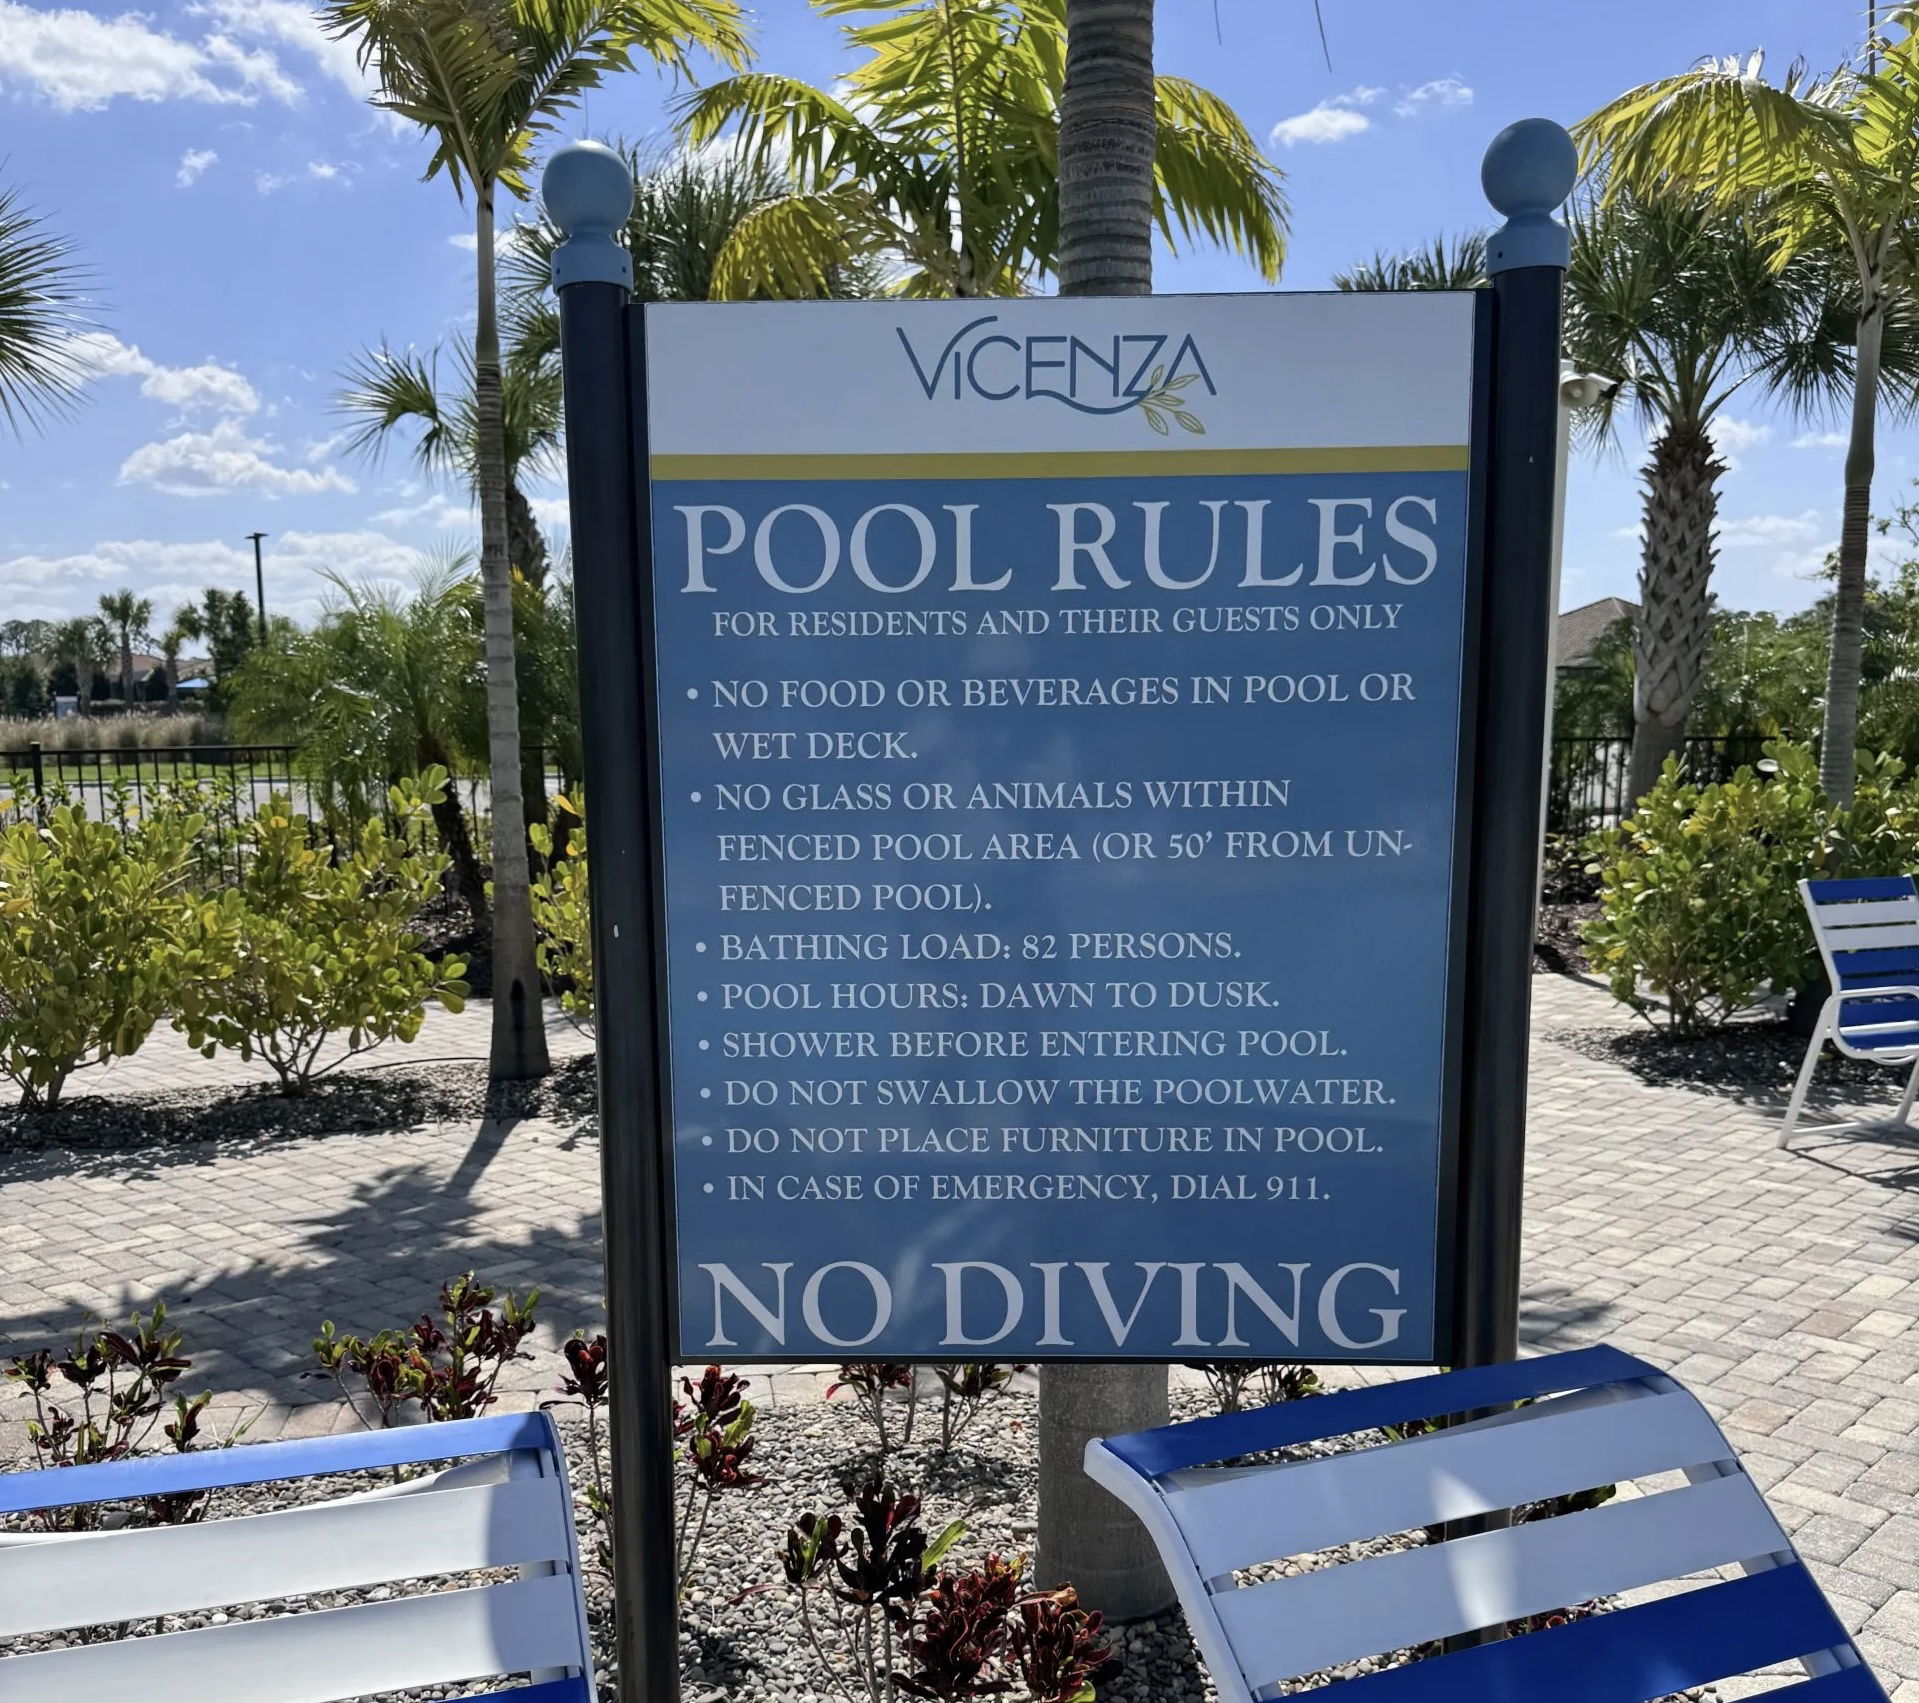 VICENZA
POOL RULES
FOR RESIDENTS AND THEIR GUESTS ONLY
• NO FOOD OR BEVERAGES IN POOL OR
WET DECK.
• NO GLASS OR ANIMALS WITHIN
FENCED POOL AREA (OR 50’ FROM UN-
FENCED POOL).
• BATHING LOAD: 82 PERSONS.
• POOL HOURS: DAWN TO DUSK.
• SHOWER BEFORE ENTERING POOL.
• DO NOT SWALLOW THE POOLWATER.
• DO NOT PLACE FURNITURE IN POOL.
• IN CASE OF EMERGENCY, DIAL 911.
NO DIVING